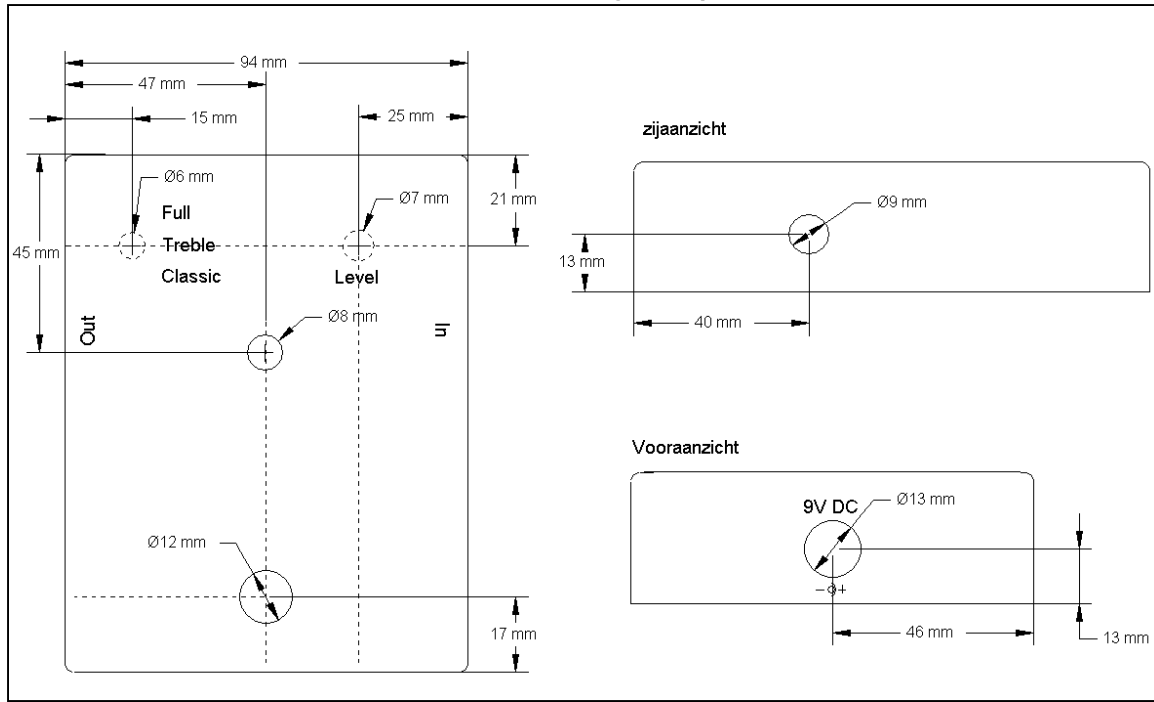 94 mm
47 mm
15 mm
25 mm
Ø6 mm
Full
Treble
Classic
Ø7 mm
Level
21 mm
45 mm
Out
In
Ø8 mm
Ø12 mm
17 mm
zijaanzicht
Ø9 mm
13 mm
40 mm
Vooraanzicht
9V DC
Ø13 mm
- +
46 mm
13 mm